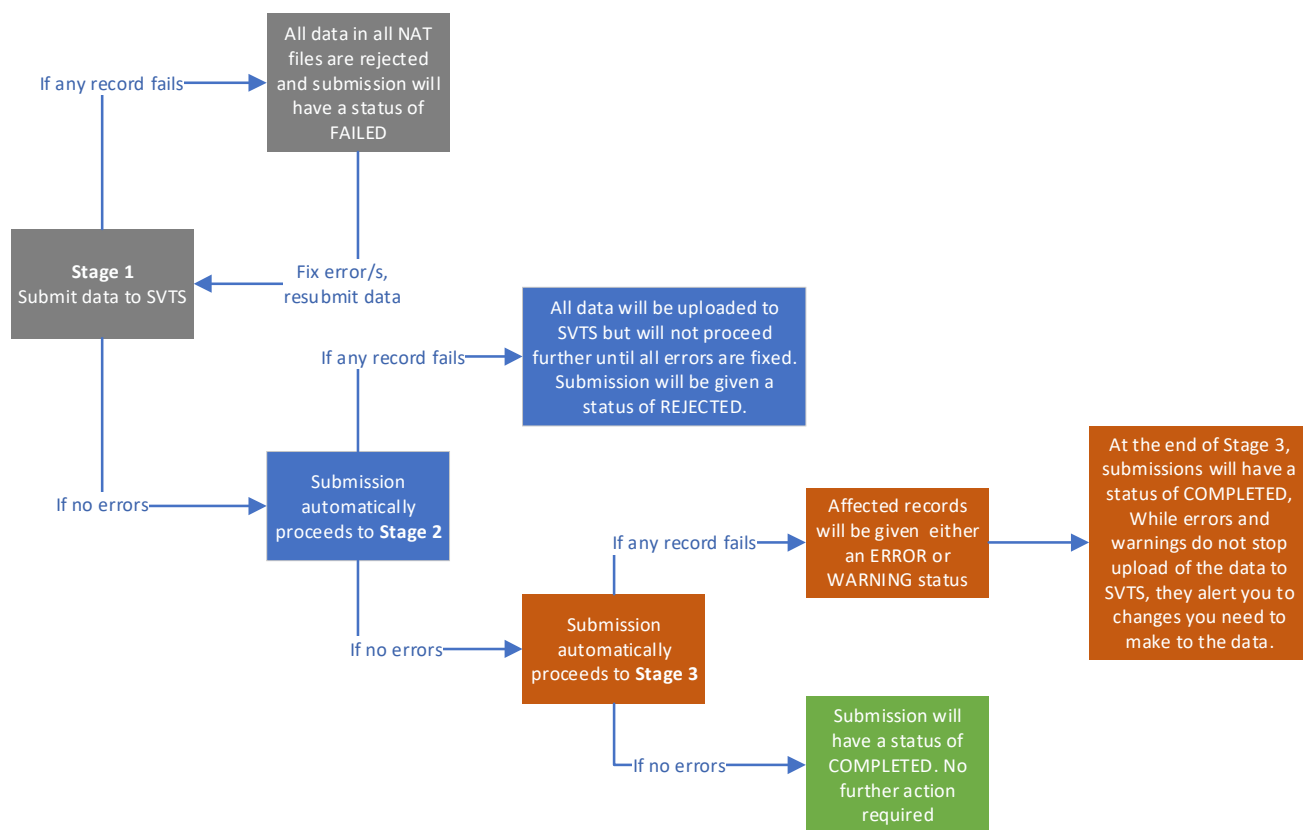 All data in all NAT
files are rejected
and submission will
have a status of
FAILED
If any record fails
Stage 1
Submit data to SVTS
Fix error/s,
resubmit data
All data will be uploaded to
SVTS but will not proceed
further until all errors are fixed.
Submission will be given a
status of REJECTED.
If any record fails
If no errors
Submission
automatically
proceeds to Stage 2
At the end of Stage 3,
submissions will have a
status of COMPLETED,
While errors and
warnings do not stop
upload of the data to
SVTS, they alert you to
changes you need to
make to the data.
Affected records
will be given either
an ERROR or
WARNING status
If any record fails
If no errors
Submission
automatically
proceeds to Stage 3
Submission will
have a status of
COMPLETED. No
further action
required
If no errors